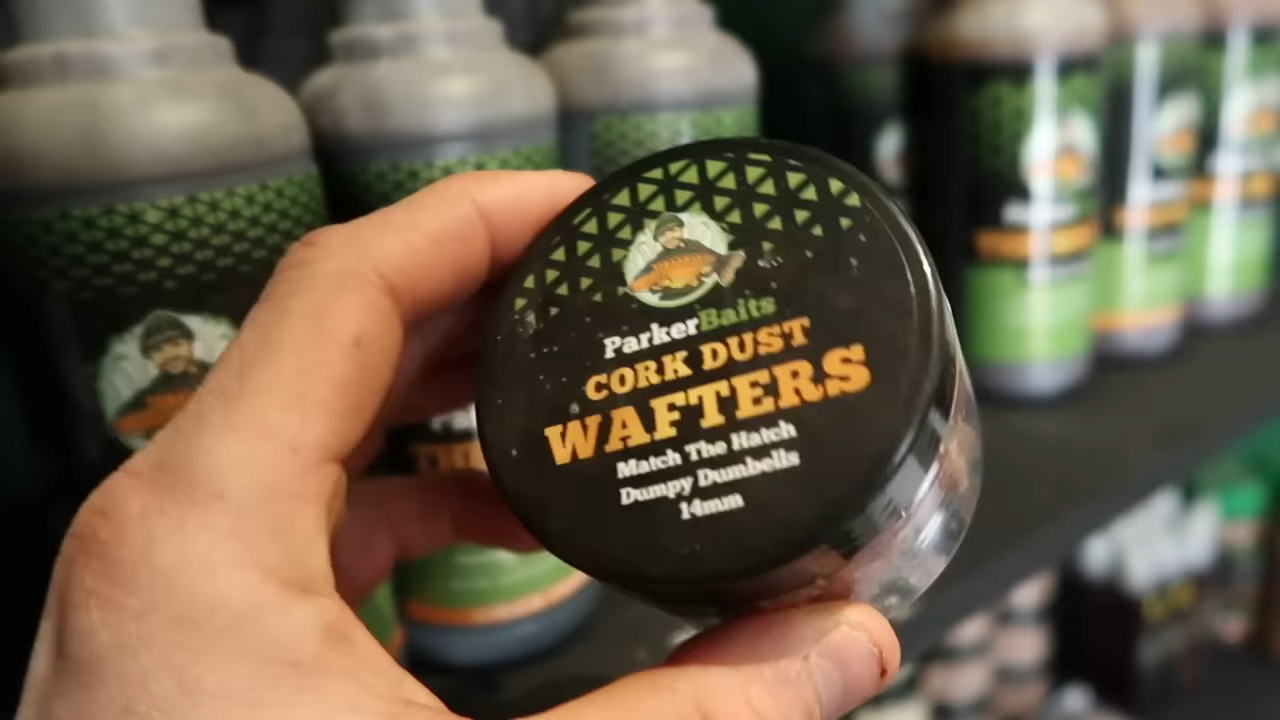 ParkerBaits
CORK DUST
WAFTERS
Match The Hatch
Dumpy Dumbells
14mm